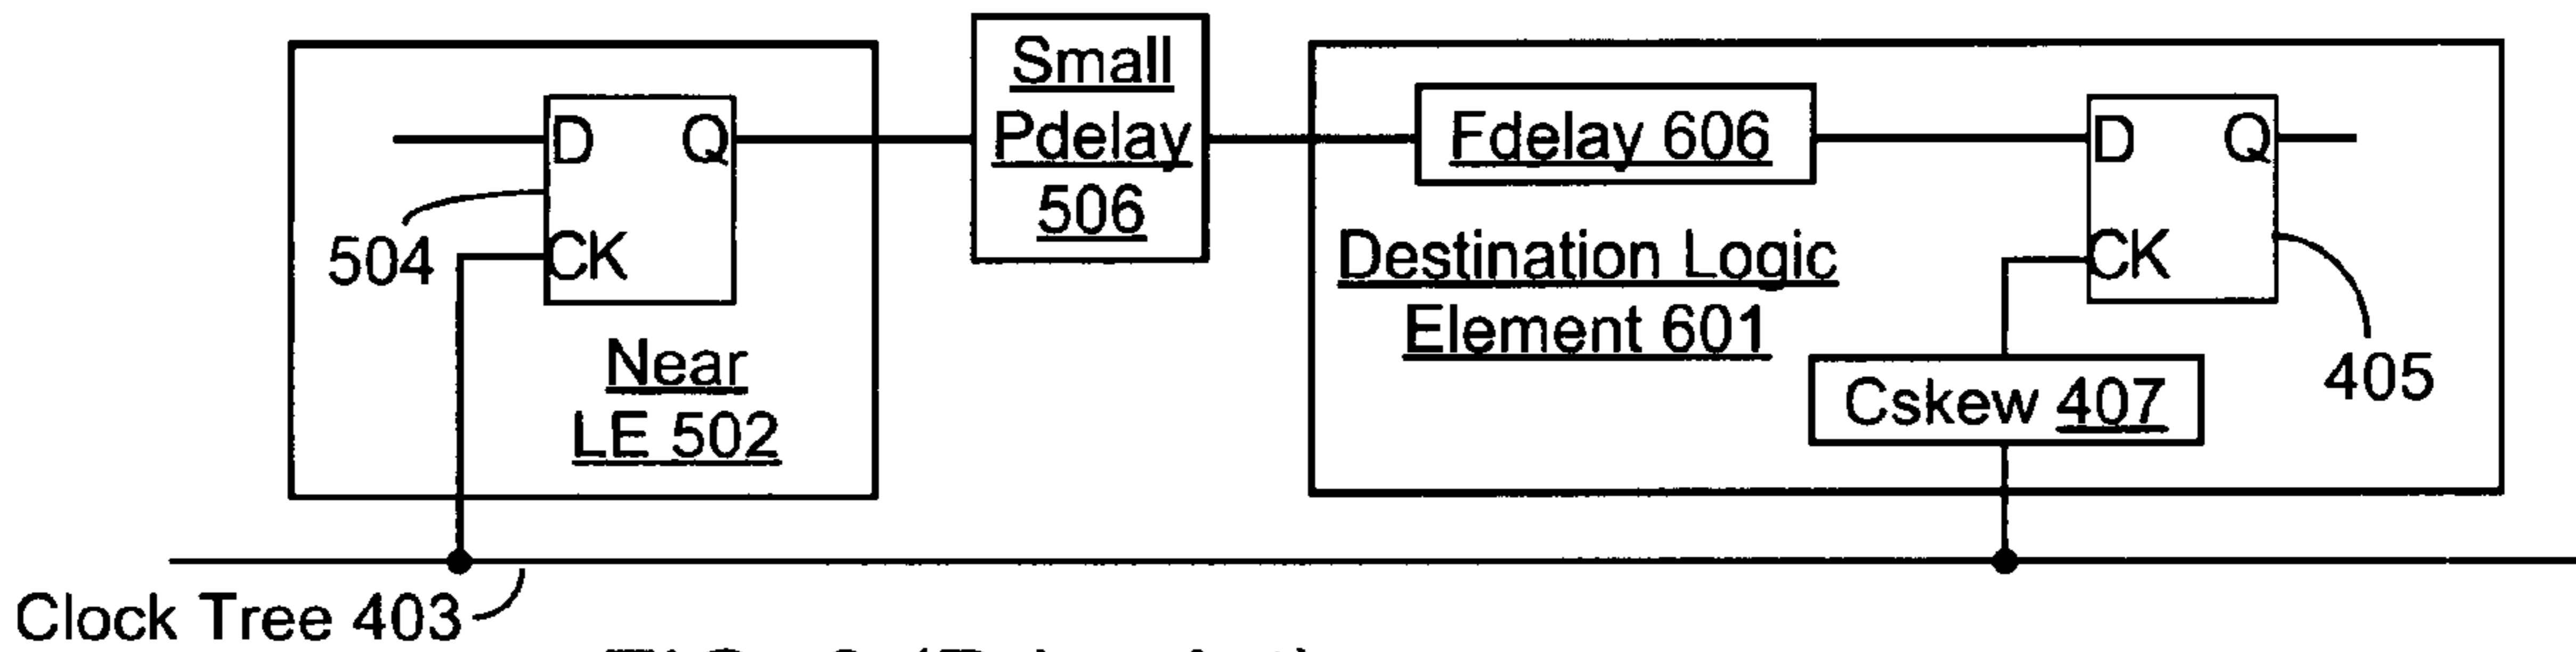 Small
Pdelay
506
D Q
CK
504
Near
LE 502
Fdelay 606
Destination Logic
Element 601
D Q
CK
405
Cskew 407
Clock Tree 403